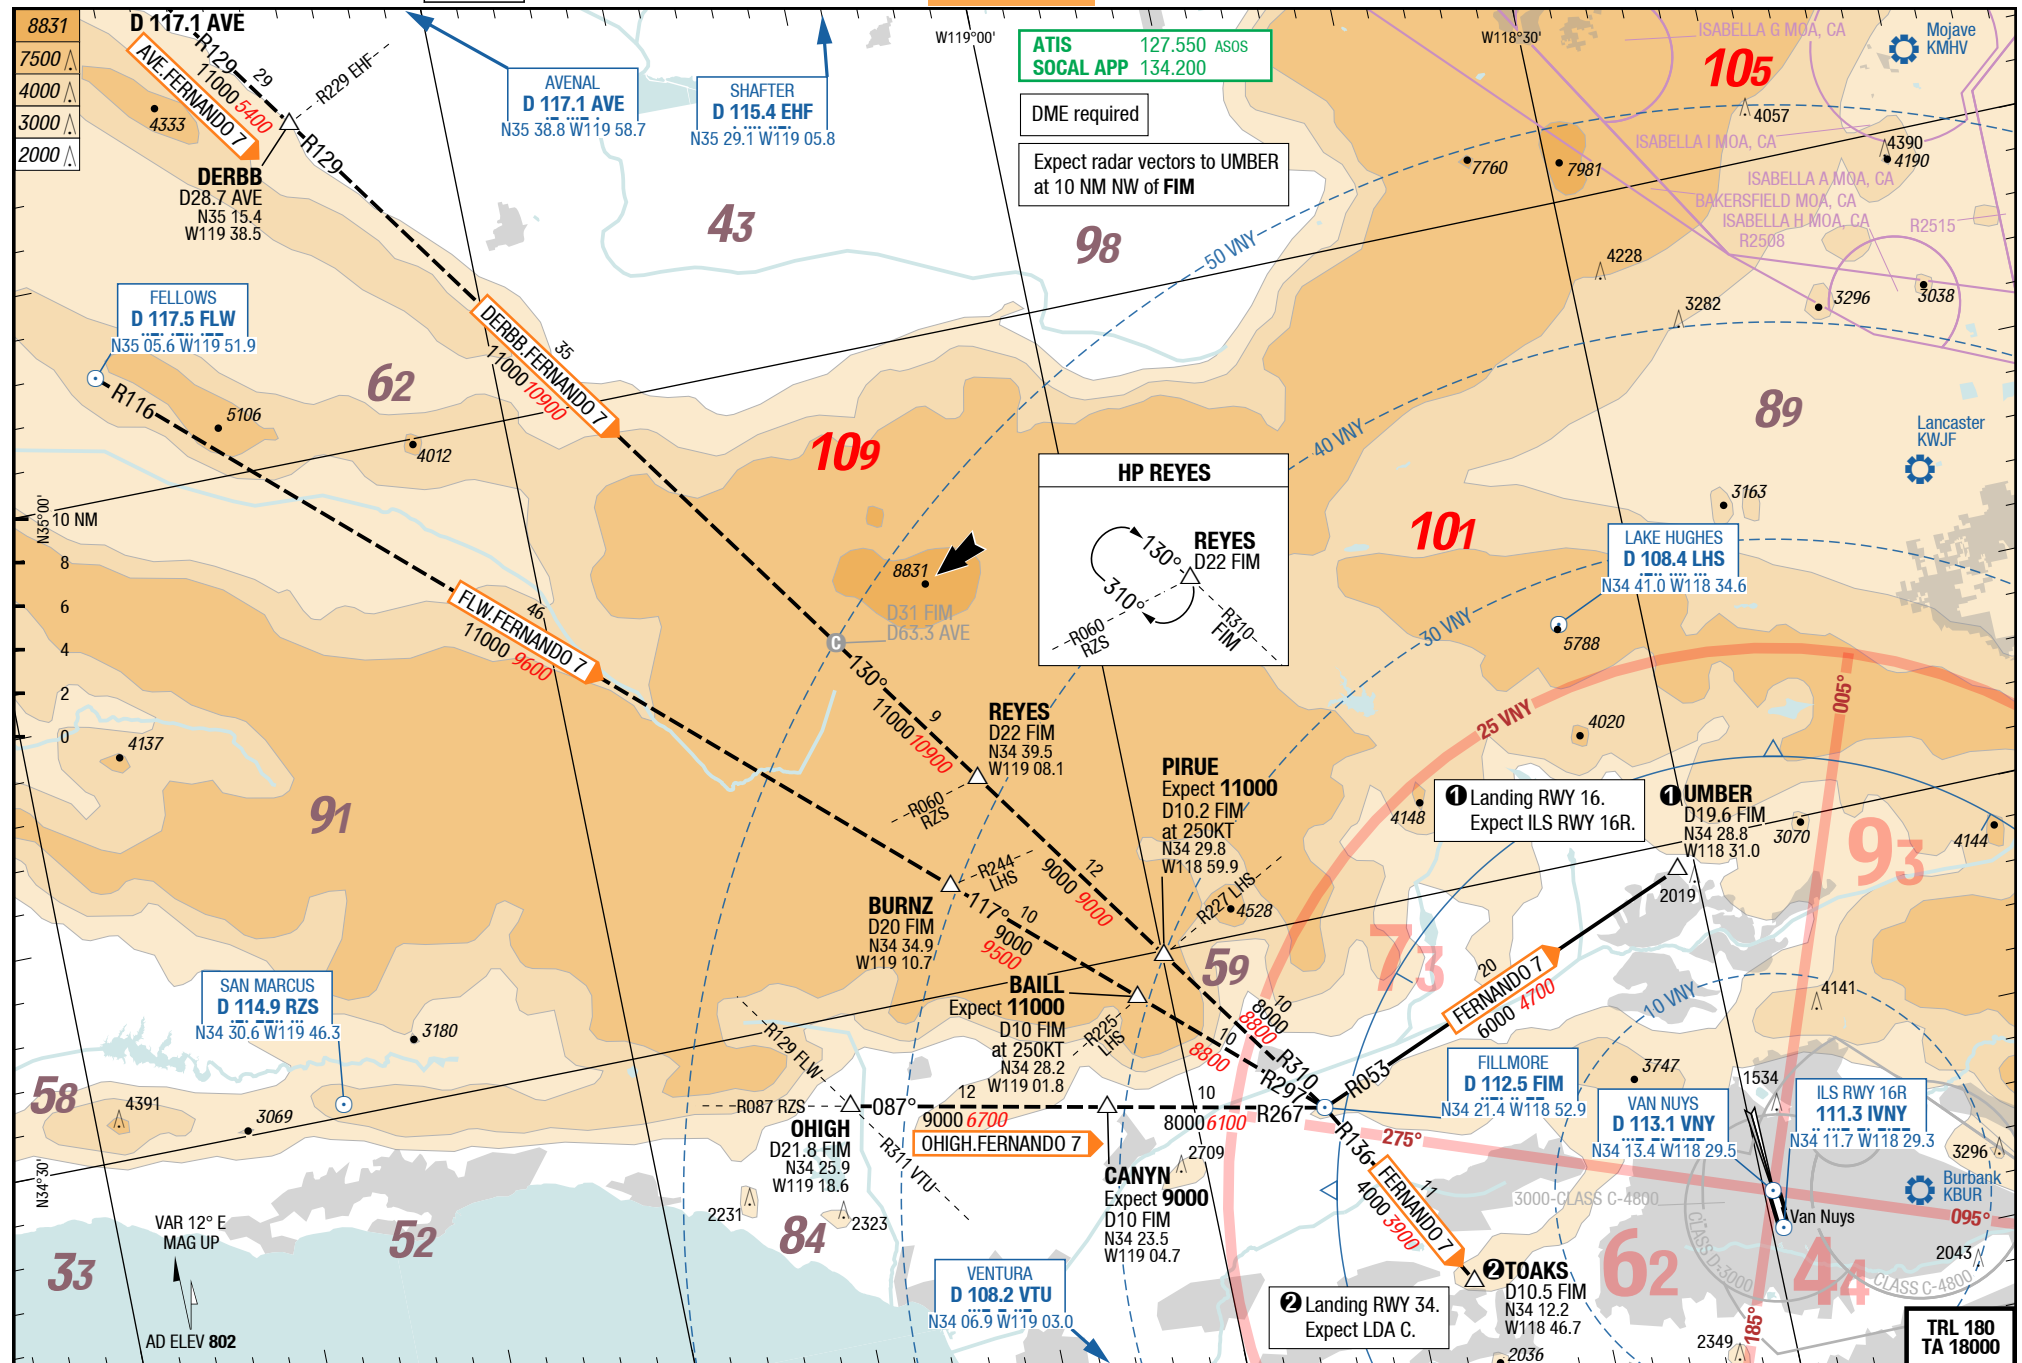 8831
7500
4000
3000
2000
D 117.1 AVE
R129
29
11000 5400
AVE.FERNANDO 7
R229 EHF
4333
R129
DERBB
D28.7 AVE
N35 15.4
W119 38.5
AVENAL
D 117.1 AVE
N35 38.8 W119 58.7
SHAFTER
D 115.4 EHF
N35 29.1 W119 05.8
W119°00'
ATIS 127.550 ASOS
SOCAL APP 134.200
DME required
Expect radar vectors to UMBER
at 10 NM NW of FIM
W118°30'
ISABELLA G MOA, CA
105
Mojave
KMHV
4057
ISABELLA I MOA, CA
4390
4190
7760
7981
ISABELLA A MOA, CA
BAKERSFIELD MOA, CA
ISABELLA H MOA, CA
R2508
R2515
43
98
50 VNY
4228
3282
3296
3038
FELLOWS
D 117.5 FLW
N35 05.6 W119 51.9
R116
5106
4012
62
DERBB.FERNANDO 7
35
11000 10900
109
40 VNY
89
Lancaster
KWJF
HP REYES
130°
310°
REYES
D22 FIM
R060
RZS
R310
FIM
101
3163
N35°00'
10 NM
8
6
4
2
0
8831
D31 FIM
D63.3 AVE
C
LAKE HUGHES
D 108.4 LHS
N34 41.0 W118 34.6
5788
30 VNY
FLW.FERNANDO 7
46
11000 9600
130°
9
11000 10900
REYES
D22 FIM
N34 39.5
W119 08.1
R060
RZS
25 VNY
005°
4020
4137
91
PIRUE
Expect 11000
D10.2 FIM
at 250KT
N34 29.8
W118 59.9
4148
1 Landing RWY 16.
Expect ILS RWY 16R.
1 UMBER
D19.6 FIM
N34 28.8
W118 31.0
3070
4144
93
2019
12
9000 9000
R244
LHS
R227 LHS
4528
BURNZ
D20 FIM
N34 34.9
W119 10.7
117°
10
9000
9500
59
73
SAN MARCUS
D 114.9 RZS
N34 30.6 W119 46.3
3180
BAILL
Expect 11000
D10 FIM
at 250KT
N34 28.2
W119 01.8
R225
LHS
10
8000
8800
10
8800
R310
R297
20
FERNANDO 7
6000 4700
R053
10 VNY
4141
58
4391
3069
R129 FLW
R087 RZS
087°
12
9000 6700
OHIGH.FERNANDO 7
10
8000 6100
R267
FILLMORE
D 112.5 FIM
N34 21.4 W118 52.9
3747
1534
VAN NUYS
D 113.1 VNY
N34 13.4 W118 29.5
ILS RWY 16R
111.3 IVNY
N34 11.7 W118 29.3
3296
OHIGH
D21.8 FIM
N34 25.9
W119 18.6
R311 VTU
CANYN
Expect 9000
D10 FIM
N34 23.5
W119 04.7
2709
R136
275°
FERNANDO 7
11
4000 3900
3000-CLASS C-4800
Burbank
KBUR
095°
Van Nuys
N34°30'
2231
2323
84
52
33
VAR 12° E
MAG UP
AD ELEV 802
VENTURA
D 108.2 VTU
N34 06.9 W119 03.0
2 Landing RWY 34.
Expect LDA C.
2 TOAKS
D10.5 FIM
N34 12.2
W118 46.7
2036
62
44
CLASS D-3000
CLASS C-4800
2043
2349
185°
TRL 180
TA 18000